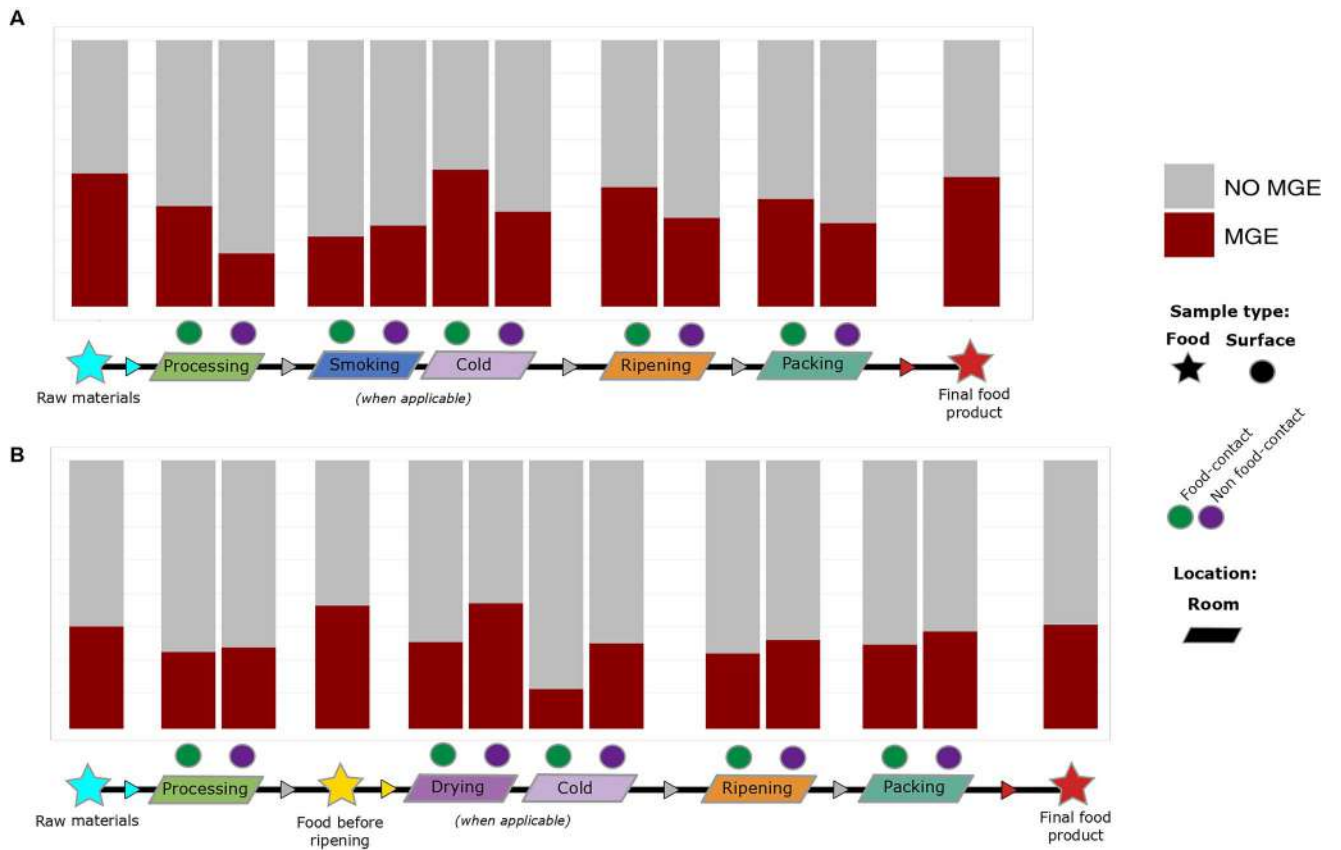 A
NO MGE
MGE
Sample type:
Food Surface
Food-contact
Non food-contact
Location:
Room
Processing
Smoking
Cold
Ripening
Packing
Raw materials
(when applicable)
Final food
product
B
Processing
Drying
Cold
Ripening
Packing
Raw materials
Food before
ripening
(when applicable)
Final food
product